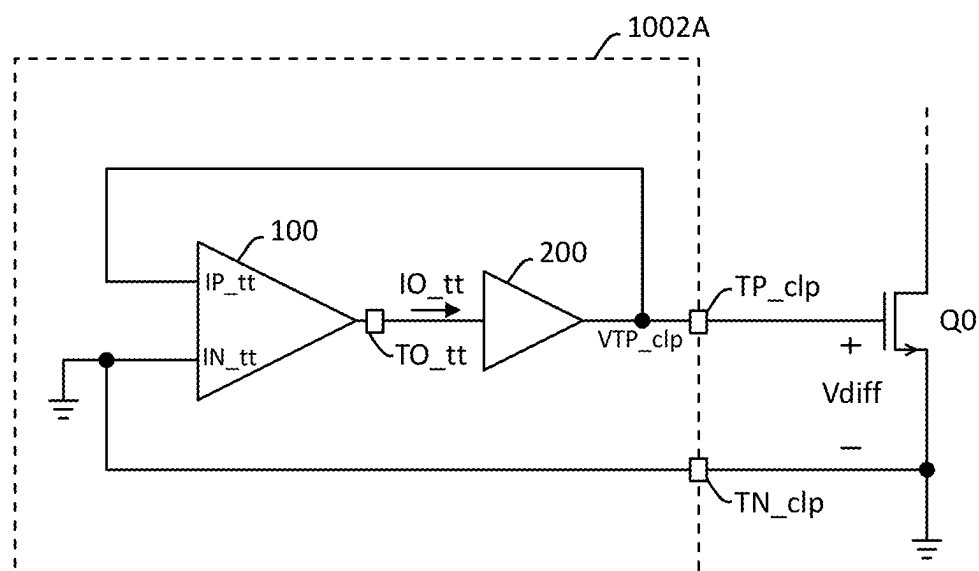 1002A
100
200
IP_tt
IO_tt
TP_clp
Q0
IN_tt
TO_tt
VTP_clp
+
Vdiff
−
TN_clp